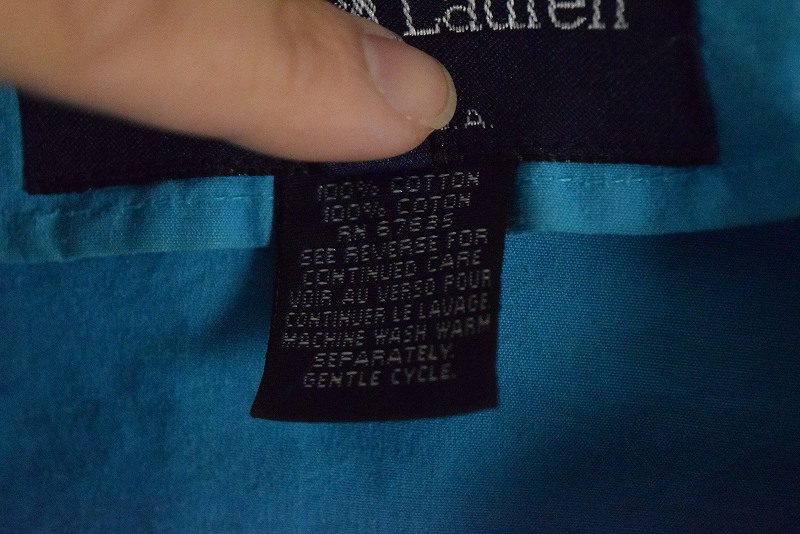 Lauren
.A.
100% COTTON
100% COTON
RN 67835
SEE REVERSE FOR
CONTINUED CARE
VOIR AU VERSO POUR
CONTINUER LE LAVAGE
MACHINE WASH WARM
SEPARATELY.
GENTLE CYCLE.